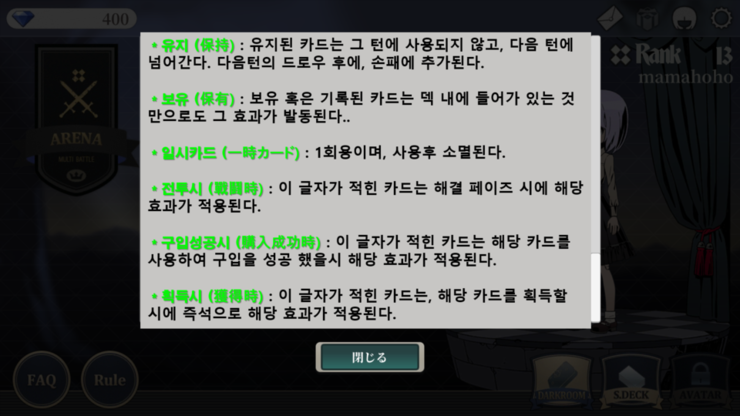 400
Rank 13
mamahoho
ARENA
• 유지 (保持) : 유지된 카드는 그 턴에 사용되지 않고, 다음 턴에
넘어간다. 다음턴의 드로우 후에, 손패에 추가된다.
• 보유 (保有) : 보유 혹은 기록된 카드는 덱 내에 들어가 있는 것
만으로도 그 효과가 발동된다..
• 일시카드 (一時カード) : 1회용이며, 사용후 소멸된다.
• 전투시 (戰鬪時) : 이 글자가 적힌 카드는 해결 페이즈 시에 해당
효과가 적용된다.
• 구입성공시 (購入成功時) : 이 글자가 적힌 카드는 해당 카드를
사용하여 구입을 성공 했을시 해당 효과가 적용된다.
• 획득시 (獲得時) : 이 글자가 적힌 카드는, 해당 카드를 획득할
시에 즉석으로 해당 효과가 적용된다.
閉じる
FAQ
Rule
DARKROOM
S.DECK
AVATAR